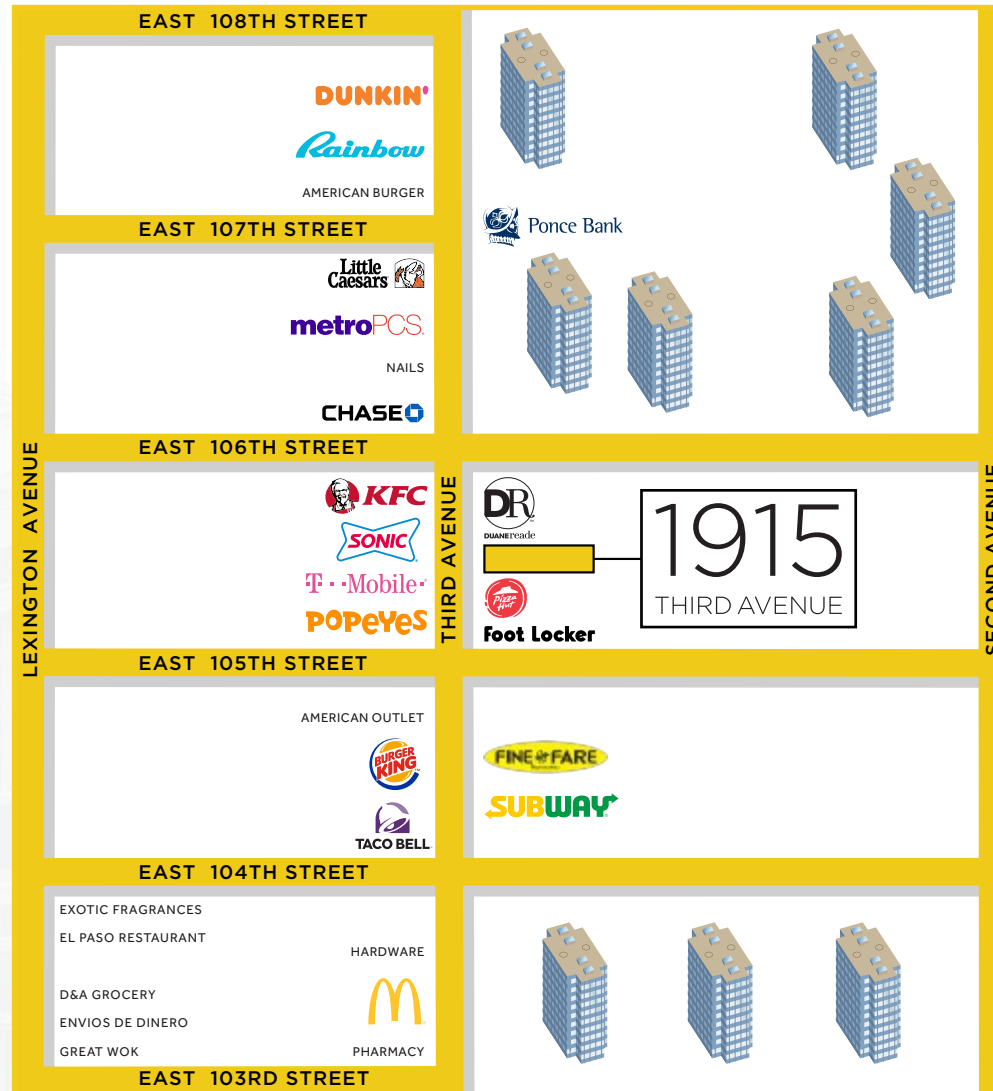 EAST 108TH STREET
DUNKIN'
Rainbow
AMERICAN BURGER
EAST 107TH STREET
Ponce Bank
Little
Caesars
metroPCS.
NAILS
CHASE
EAST 106TH STREET
LEXINGTON AVENUE
KFC
SONIC
T··Mobile·
POPEYES
THIRD AVENUE
DR
DUANEreade
Pizza
Hut
Foot Locker
1915
THIRD AVENUE
SECOND AVENUE
EAST 105TH STREET
AMERICAN OUTLET
BURGER
KING
TACO BELL
FINE FARE
SUBWAY
EAST 104TH STREET
EXOTIC FRAGRANCES
EL PASO RESTAURANT
HARDWARE
D&A GROCERY
ENVIOS DE DINERO
GREAT WOK
PHARMACY
EAST 103RD STREET